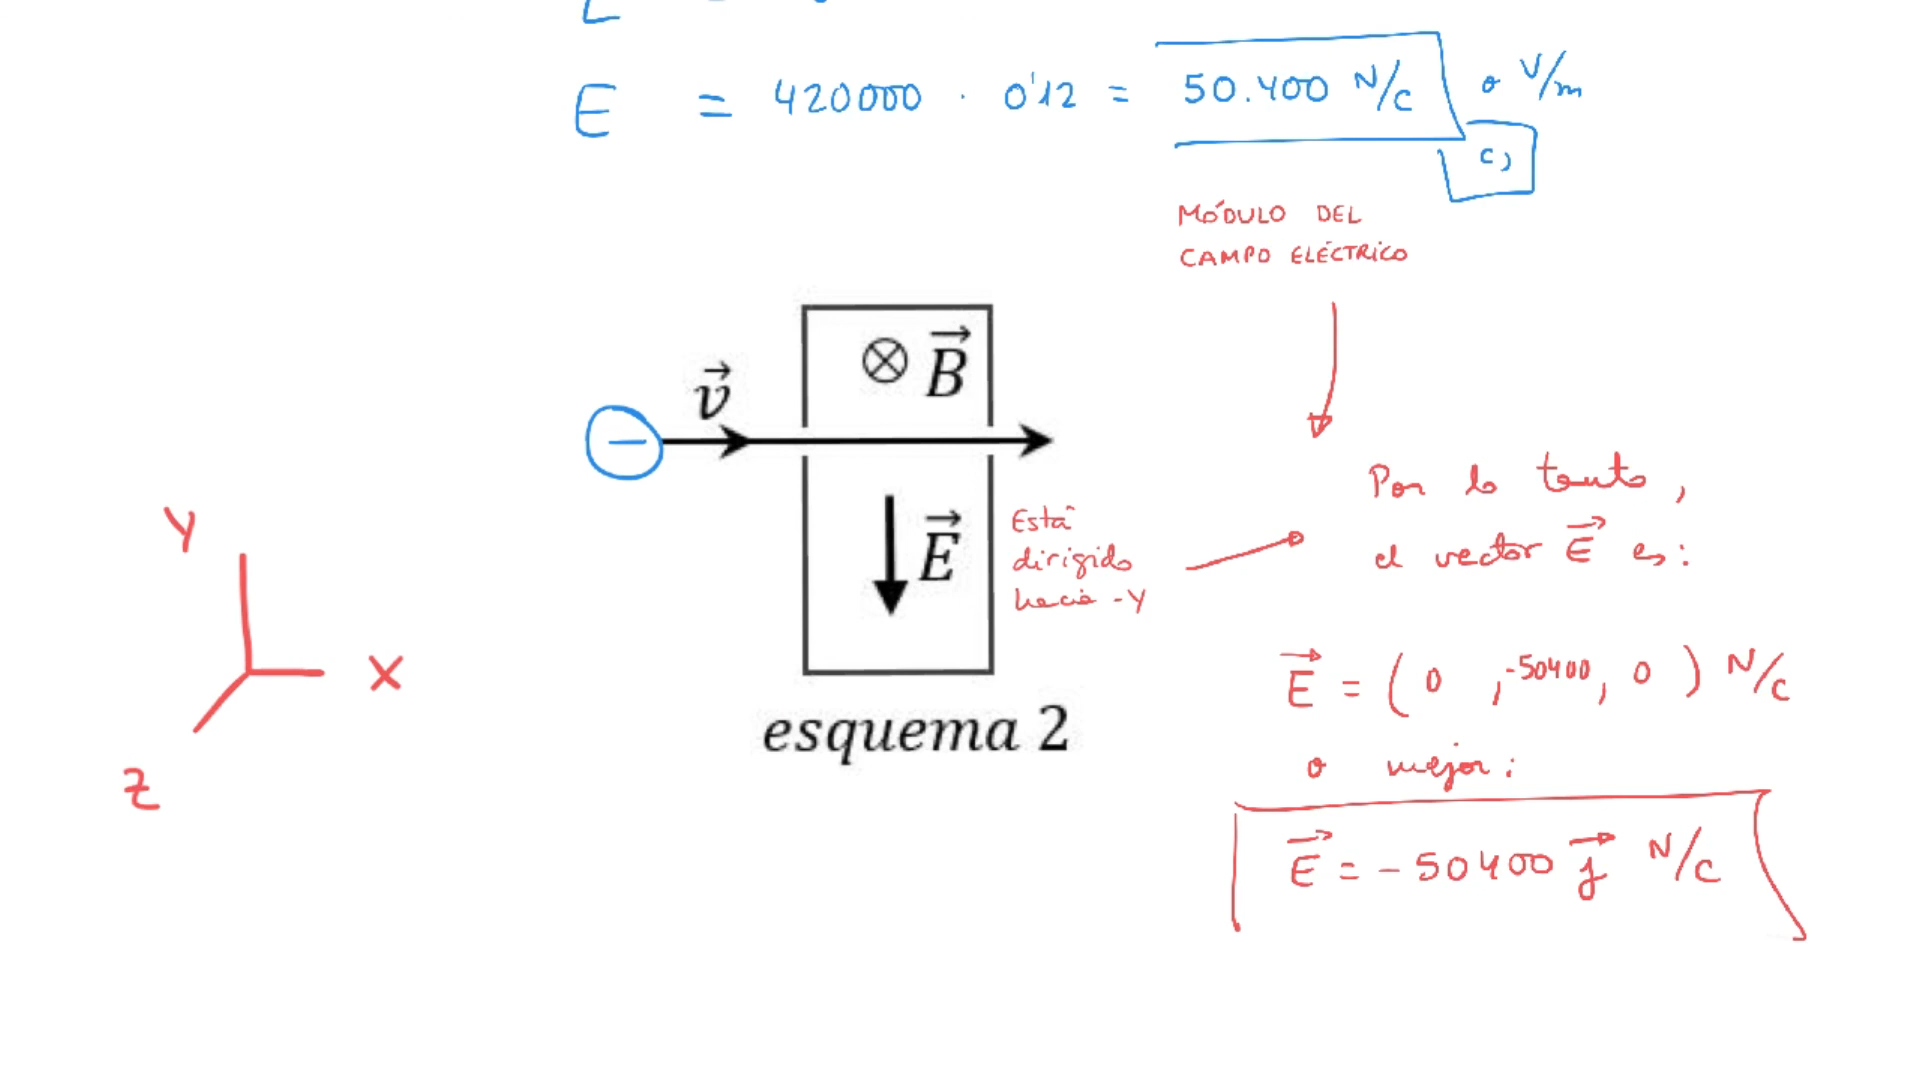 E = 420000 · 0'12 = 50.400 N/C o V/m
c)
MÓDULO DEL
CAMPO ELÉCTRICO
⊗ B⃗
v⃗
−
E⃗
Está
dirigido
hacia -Y
Por lo tanto,
el vector E⃗ es:
Y
X
Z
E⃗ = ( 0 , -50400, 0 ) N/C
esquema 2
o mejor:
E⃗ = - 50400 j⃗ N/C